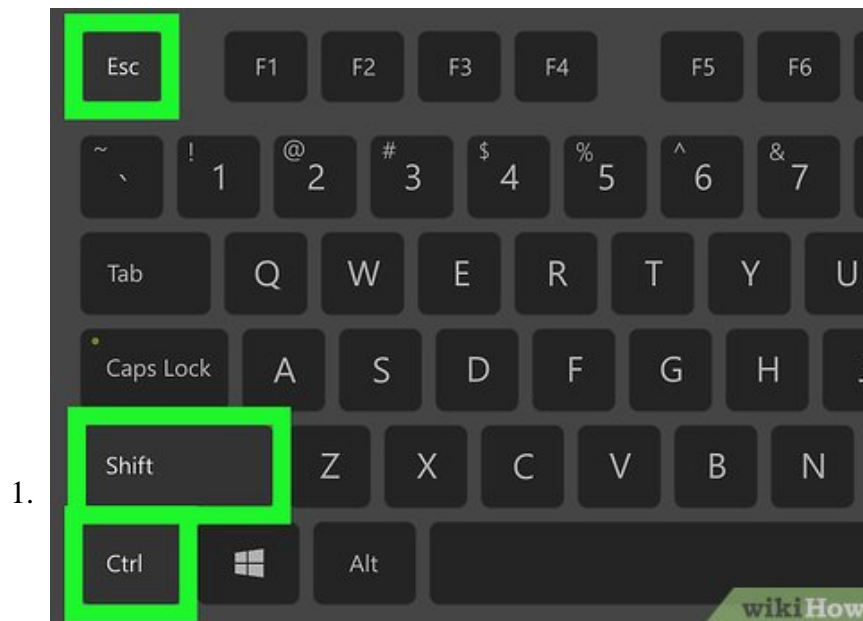 Esc F1 F2 F3 F4 F5 F6
~ ` ! 1 @ 2 # 3 $ 4 % 5 ^ 6 & 7
Tab Q W E R T Y U
Caps Lock A S D F G H
Shift Z X C V B N
1.
Ctrl Alt
wikiHow